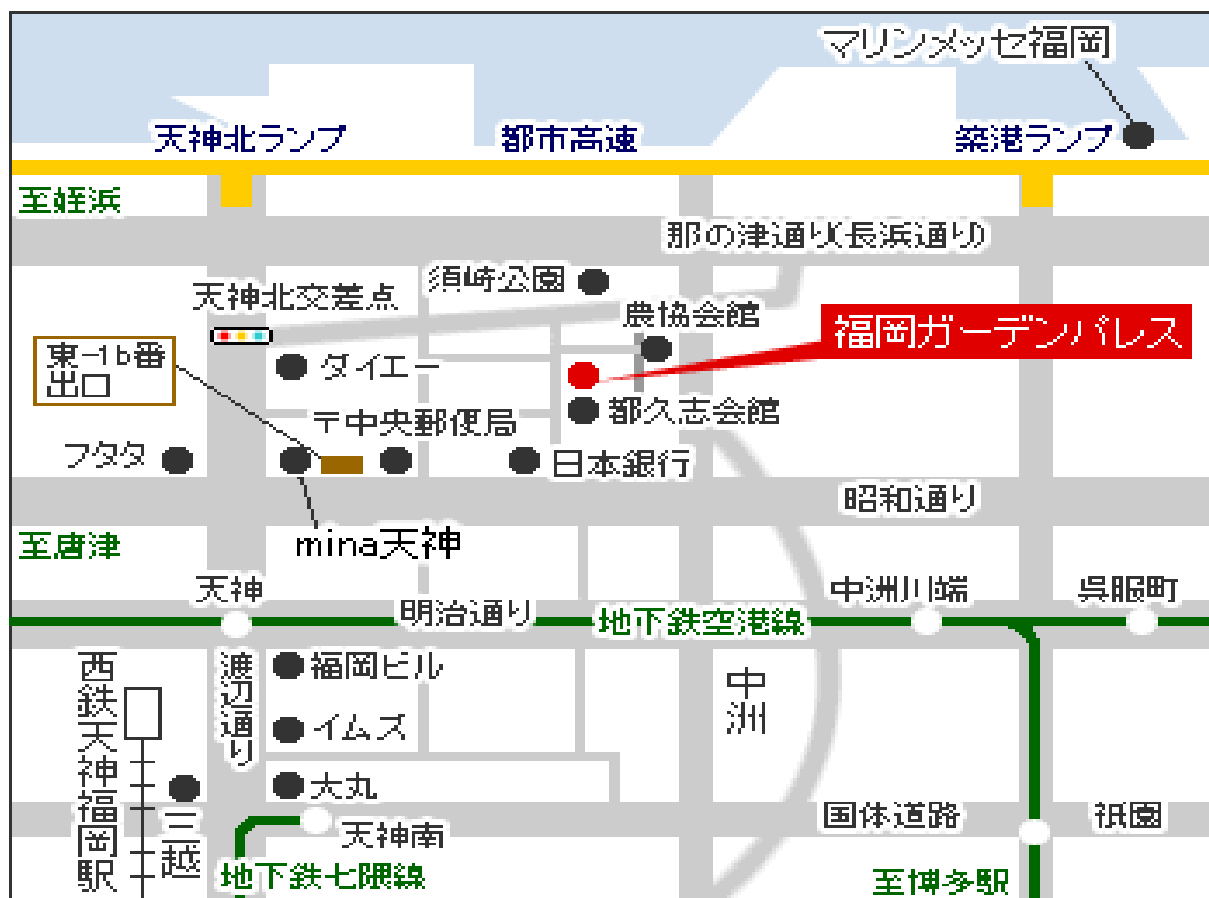 マリンメッセ福岡
天神北ランプ
都市高速
築港ランプ
至姪浜
那の津通り(長浜通り)
須崎公園
天神北交差点
農協会館
福岡ガーデンパレス
東-1b番
出口
ダイエー
都久志会館
〒中央郵便局
フタタ
日本銀行
昭和通り
至唐津
mina天神
天神
明治通り
地下鉄空港線
中洲川端
呉服町
西鉄天神福岡駅
渡辺通り
福岡ビル
中洲
イムズ
大丸
三越
天神南
国体道路
祇園
地下鉄七隈線
至博多駅